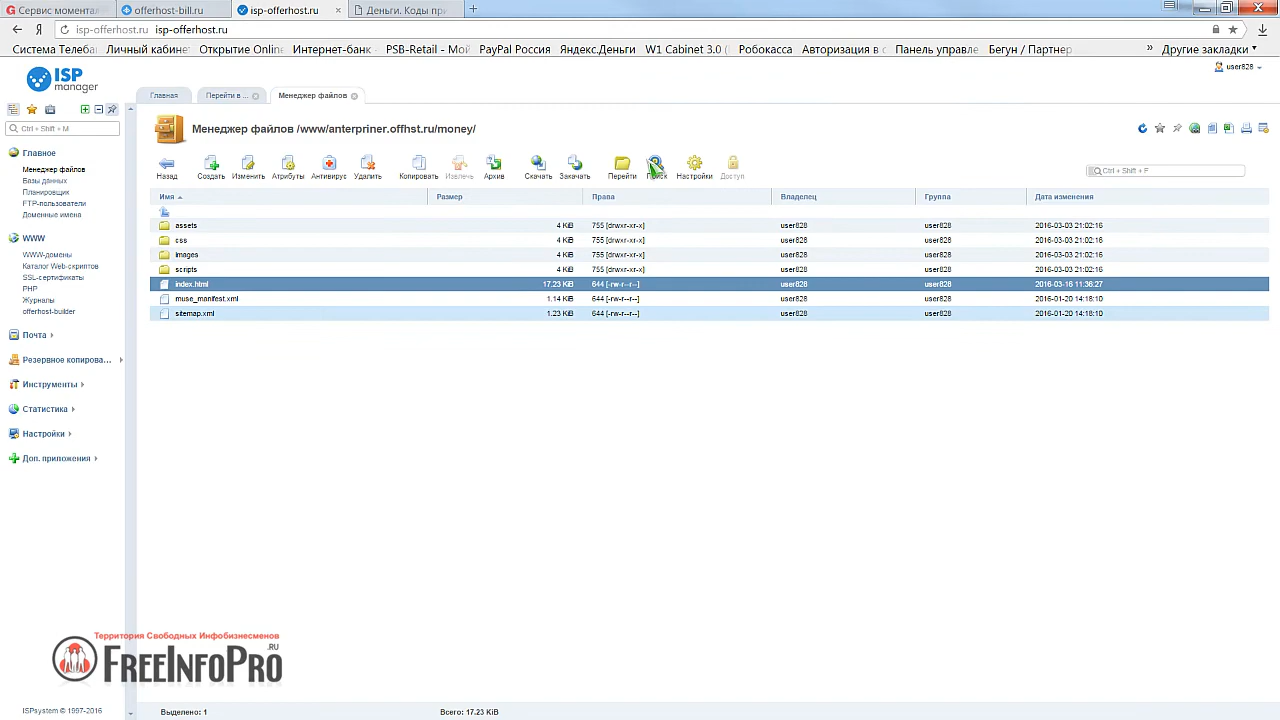 Сервис моментал
offerhost-bill.ru
isp-offerhost.ru
Деньги. Коды при
isp-offerhost.ru isp-offerhost.ru
Система Телеба
Личный кабинет
Открытие Online
Интернет-банк
PSB-Retail - Мой
PayPal Россия
Яндекс.Деньги
W1 Cabinet 3.0 (
Робокасса
Авторизация в с
Панель управле
Бегун / Партнер
» Другие закладки
ISP
manager
user828
Главная
Перейти в ...
Менеджер файлов
Ctrl + Shift + M
Менеджер файлов /www/anterpriner.offhst.ru/money/
Назад
Создать
Изменить
Атрибуты
Антивирус
Удалить
Копировать
Извлечь
Архив
Скачать
Закачать
Перейти
Поиск
Настройки
Доступ
Ctrl + Shift + F
Имя Размер Права Владелец Группа Дата изменения
assets 4 KiB 755 [drwxr-xr-x] user828 user828 2016-03-03 21:02:16
css 4 KiB 755 [drwxr-xr-x] user828 user828 2016-03-03 21:02:16
images 4 KiB 755 [drwxr-xr-x] user828 user828 2016-03-03 21:02:16
scripts 4 KiB 755 [drwxr-xr-x] user828 user828 2016-03-03 21:02:16
index.html 17.23 KiB 644 [-rw-r--r--] user828 user828 2016-03-16 11:36:27
muse_manifest.xml 1.14 KiB 644 [-rw-r--r--] user828 user828 2016-01-20 14:18:10
sitemap.xml 1.23 KiB 644 [-rw-r--r--] user828 user828 2016-01-20 14:18:10
Главное
Менеджер файлов
Базы данных
Планировщик
FTP-пользователи
Доменные имена
WWW
WWW-домены
Каталог Web-скриптов
SSL-сертификаты
PHP
Журналы
offerhost-builder
Почта
Резервное копирова...
Инструменты
Статистика
Настройки
Доп. приложения
Территория Свободных Инфобизнесменов
FREEINFOPRO
.RU
ISPsystem © 1997-2016
Выделено: 1
Всего: 17.23 KiB